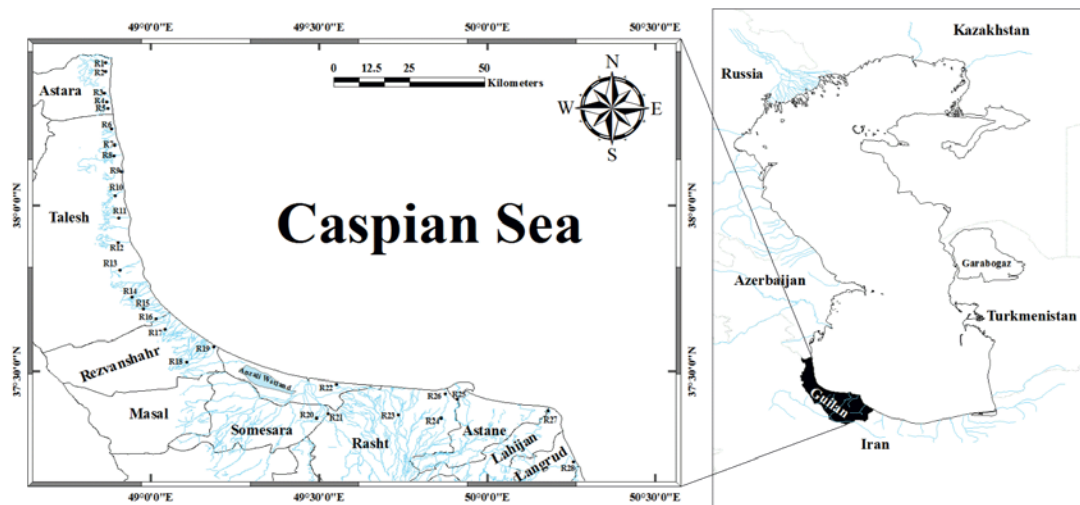 49°0'0"E
49°30'0"E
50°0'0"E
50°30'0"E
0 12.5 25 50
Kilometers
N
W E
S
R1
R2
Astara
R3
R4
R5
R6
R7
R8
R9
R10
Talesh
R11
R12
R13
R14
R15
R16
R17
R18
R19
Caspian Sea
38°0'0"N
38°0'0"N
37°30'0"N
37°30'0"N
Rezvanshahr
Anzali Wetland
R22
R26
R25
Masal
R20
R21
R23
R24
R27
Somesara
Rasht
Astane
Lahijan
Langrud
R28
49°0'0"E
49°30'0"E
50°0'0"E
50°30'0"E
Kazakhstan
Russia
Garabogaz
Azerbaijan
Turkmenistan
Guilan
Iran